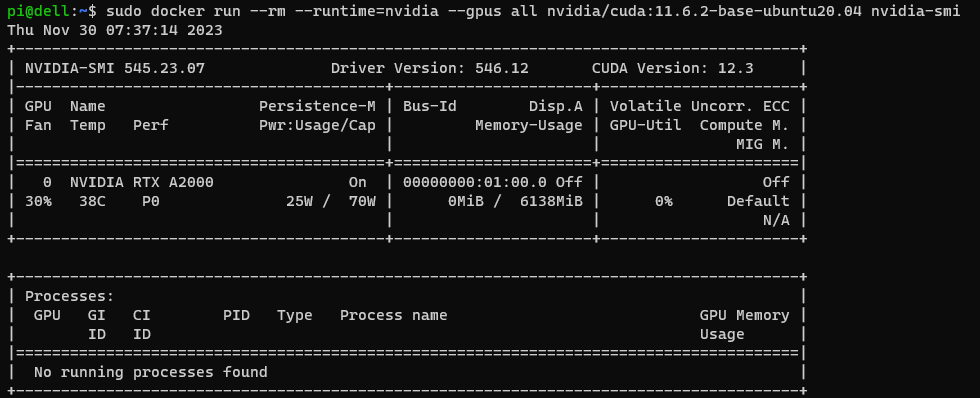 pi@dell:~$ sudo docker run --rm --runtime=nvidia --gpus all nvidia/cuda:11.6.2-base-ubuntu20.04 nvidia-smi
Thu Nov 30 07:37:14 2023
+---------------------------------------------------------------------------------------+
| NVIDIA-SMI 545.23.07              Driver Version: 546.12       CUDA Version: 12.3     |
|-----------------------------------------+----------------------+----------------------+
| GPU  Name                 Persistence-M | Bus-Id        Disp.A | Volatile Uncorr. ECC |
| Fan  Temp   Perf          Pwr:Usage/Cap |         Memory-Usage | GPU-Util  Compute M. |
|                                         |                      |               MIG M. |
|=========================================+======================+======================|
|   0  NVIDIA RTX A2000               On  | 00000000:01:00.0 Off |                  Off |
| 30%   38C    P0              25W /  70W |      0MiB /  6138MiB |      0%      Default |
|                                         |                      |                  N/A |
+-----------------------------------------+----------------------+----------------------+

+---------------------------------------------------------------------------------------+
| Processes:                                                                            |
|  GPU   GI   CI        PID   Type   Process name                            GPU Memory |
|        ID   ID                                                             Usage      |
|=======================================================================================|
|  No running processes found                                                           |
+---------------------------------------------------------------------------------------+